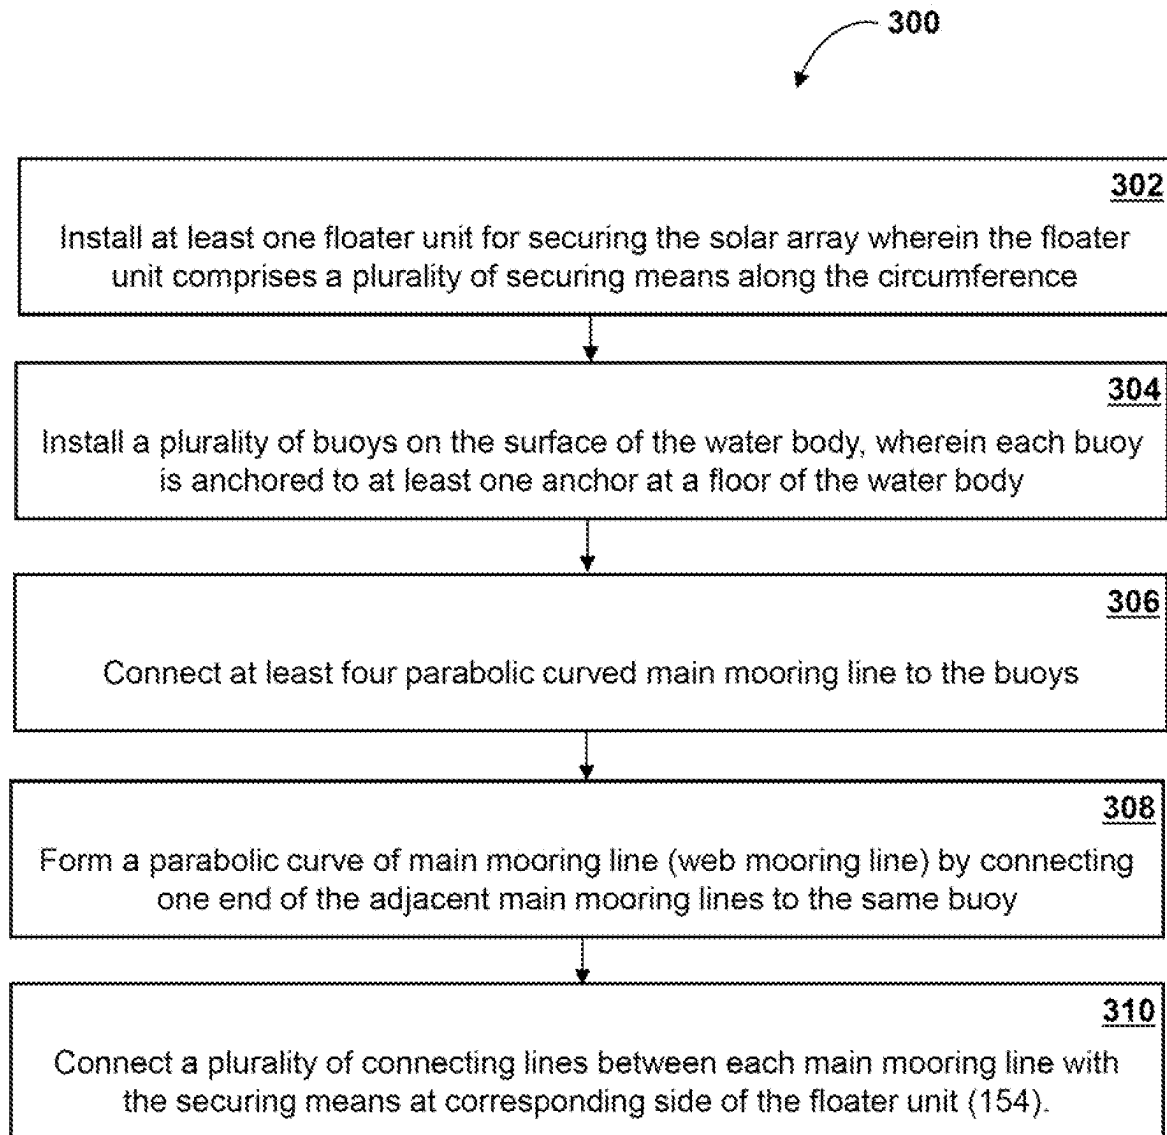 300
302
Install at least one floater unit for securing the solar array wherein the floater
unit comprises a plurality of securing means along the circumference
304
Install a plurality of buoys on the surface of the water body, wherein each buoy
is anchored to at least one anchor at a floor of the water body
306
Connect at least four parabolic curved main mooring line to the buoys
308
Form a parabolic curve of main mooring line (web mooring line) by connecting
one end of the adjacent main mooring lines to the same buoy
310
Connect a plurality of connecting lines between each main mooring line with
the securing means at corresponding side of the floater unit (154).